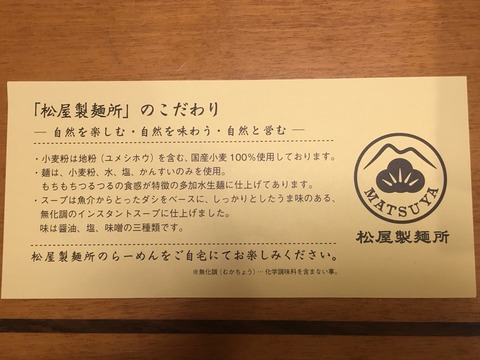 「松屋製麺所」のこだわり
― 自然を楽しむ・自然を味わう・自然と営む ―
・小麦粉は地粉（ユメシホウ）を含む、国産小麦100％使用しております。
・麺は、小麦粉、水、塩、かんすいのみを使用。
もちもちつるつるの食感が特徴の多加水生麺に仕上げてあります。
・スープは魚介からとったダシをベースに、しっかりとしたうま味のある、
無化調のインスタントスープに仕上げました。
味は醤油、塩、味噌の三種類です。
松屋製麺所のらーめんをご自宅にてお楽しみください。
※無化調（むかちょう）… 化学調味料を含まない事。
MATSUYA
松屋製麺所